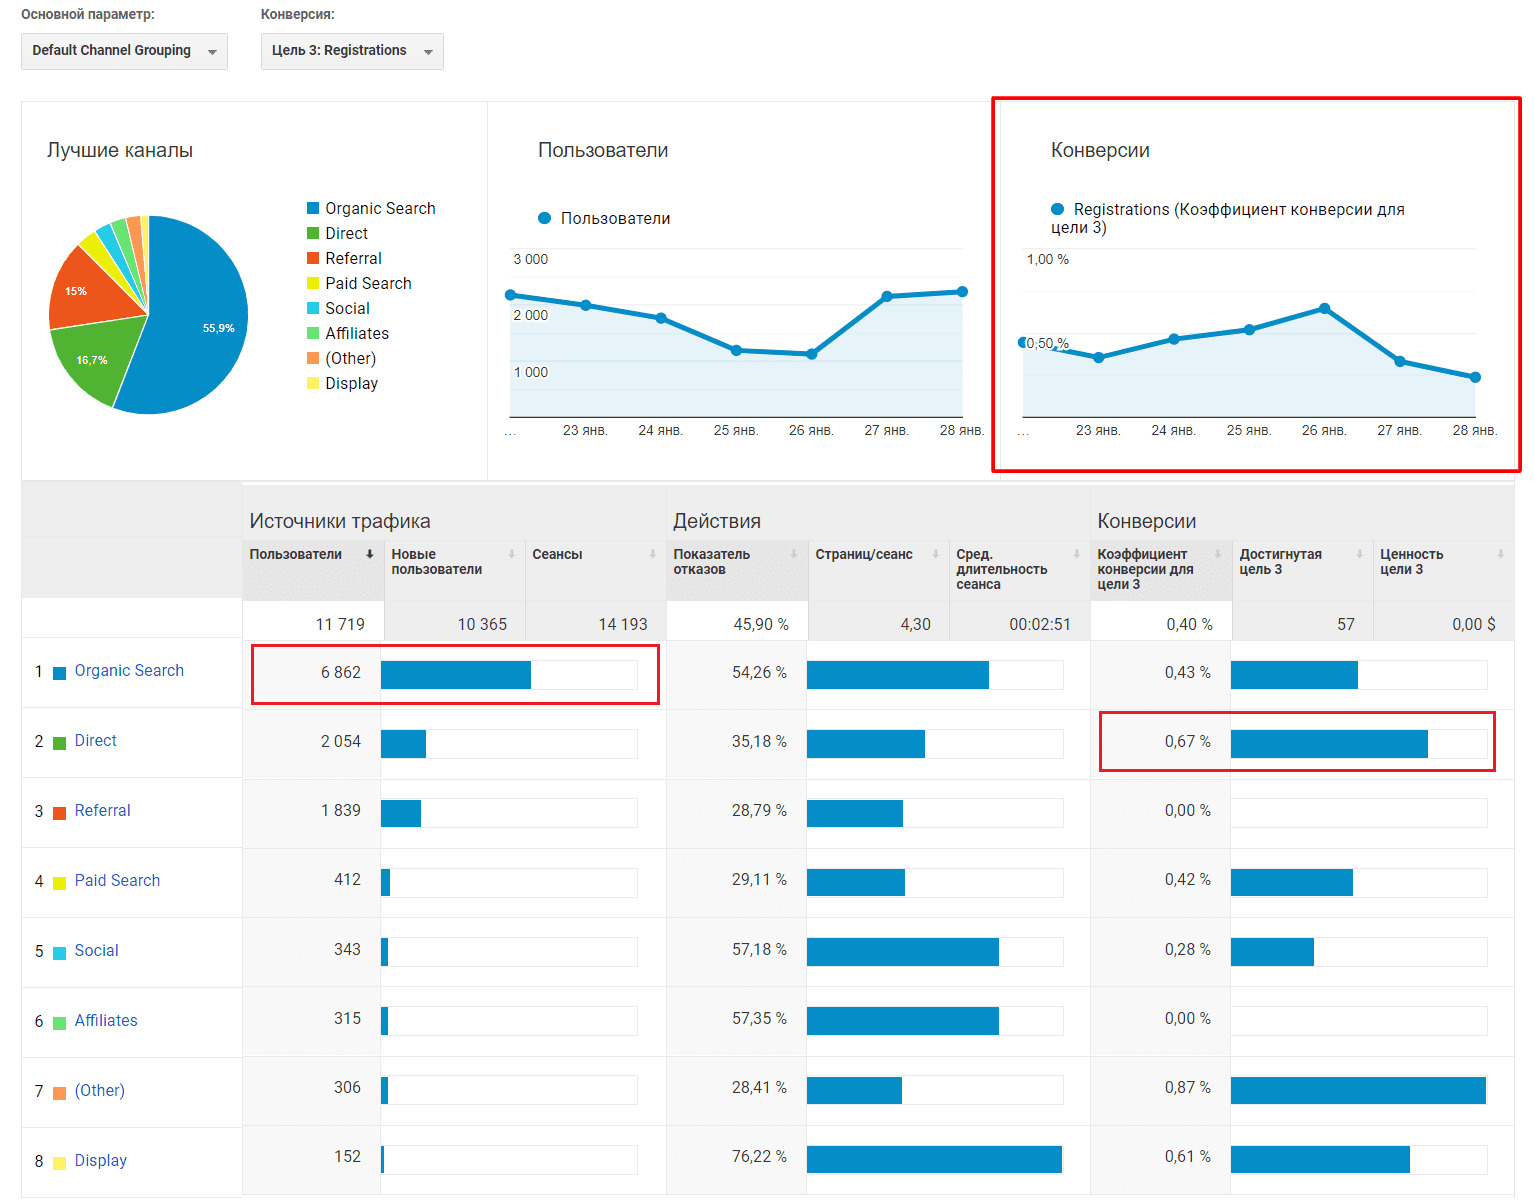 Основной параметр:
Конверсия:
Default Channel Grouping
Цель 3: Registrations
Лучшие каналы
55,9%
16,7%
15%
Organic Search
Direct
Referral
Paid Search
Social
Affiliates
(Other)
Display
Пользователи
Пользователи
3 000
2 000
1 000
...
23 янв.
24 янв.
25 янв.
26 янв.
27 янв.
28 янв.
Конверсии
Registrations (Коэффициент конверсии для
цели 3)
1,00 %
0,50 %
...
23 янв.
24 янв.
25 янв.
26 янв.
27 янв.
28 янв.
Источники трафика
Действия
Конверсии
Пользователи
Новые
пользователи
Сеансы
Показатель
отказов
Страниц/сеанс
Сред.
длительность
сеанса
Коэффициент
конверсии для
цели 3
Достигнутая
цель 3
Ценность
цели 3
11 719
10 365
14 193
45,90 %
4,30
00:02:51
0,40 %
57
0,00 $
1 Organic Search 6 862 54,26 % 0,43 %
2 Direct 2 054 35,18 % 0,67 %
3 Referral 1 839 28,79 % 0,00 %
4 Paid Search 412 29,11 % 0,42 %
5 Social 343 57,18 % 0,28 %
6 Affiliates 315 57,35 % 0,00 %
7 (Other) 306 28,41 % 0,87 %
8 Display 152 76,22 % 0,61 %